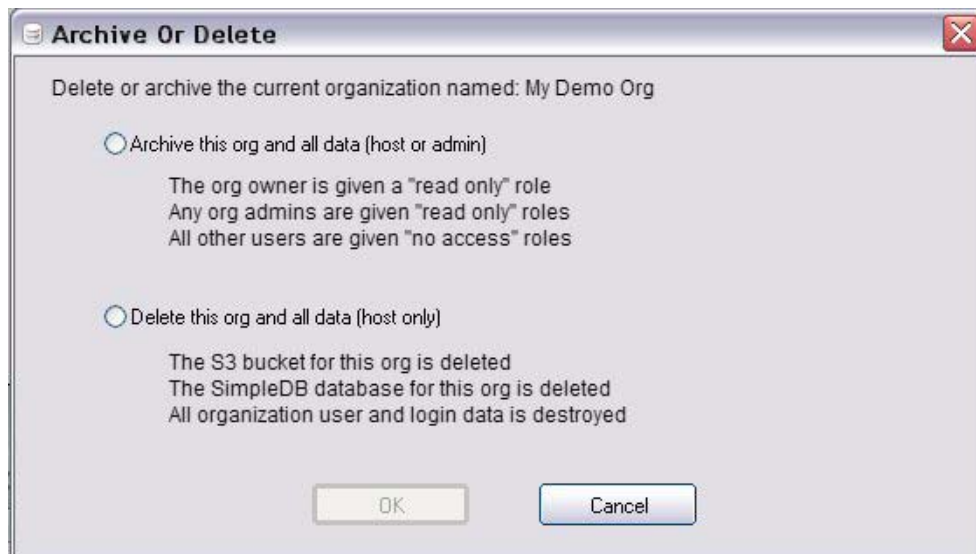 Archive Or Delete
Delete or archive the current organization named: My Demo Org
Archive this org and all data (host or admin)
The org owner is given a "read only" role
Any org admins are given "read only" roles
All other users are given "no access" roles
Delete this org and all data (host only)
The S3 bucket for this org is deleted
The SimpleDB database for this org is deleted
All organization user and login data is destroyed
OK
Cancel